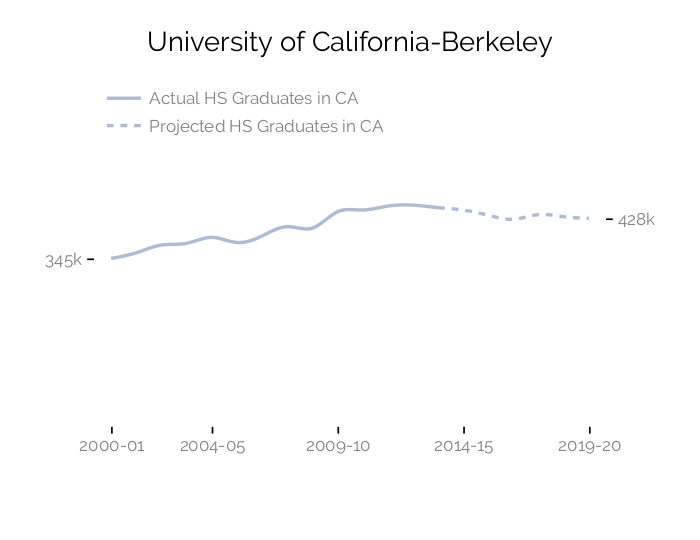 University of California-Berkeley
Actual HS Graduates in CA
Projected HS Graduates in CA
428k
345k
2000-01 2004-05 2009-10 2014-15 2019-20